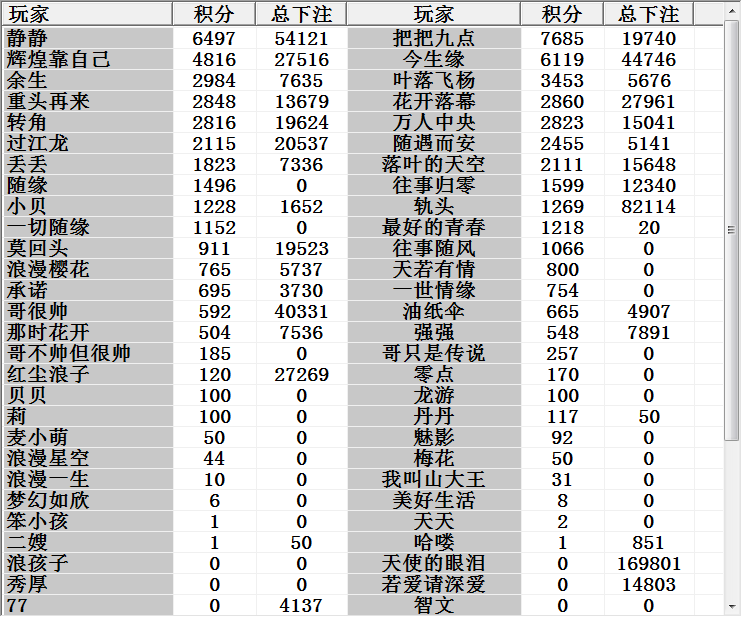 玩家 积分 总下注 玩家 积分 总下注
静静 6497 54121 把把九点 7685 19740
辉煌靠自己 4816 27516 今生缘 6119 44746
余生 2984 7635 叶落飞杨 3453 5676
重头再来 2848 13679 花开落幕 2860 27961
转角 2816 19624 万人中央 2823 15041
过江龙 2115 20537 随遇而安 2455 5141
丢丢 1823 7336 落叶的天空 2111 15648
随缘 1496 0 往事归零 1599 12340
小贝 1228 1652 轨头 1269 82114
一切随缘 1152 0 最好的青春 1218 20
莫回头 911 19523 往事随风 1066 0
浪漫樱花 765 5737 天若有情 800 0
承诺 695 3730 一世情缘 754 0
哥很帅 592 40331 油纸伞 665 4907
那时花开 504 7536 强强 548 7891
哥不帅但很帅 185 0 哥只是传说 257 0
红尘浪子 120 27269 零点 170 0
贝贝 100 0 龙游 100 0
莉 100 0 丹丹 117 50
麦小萌 50 0 魅影 92 0
浪漫星空 44 0 梅花 50 0
浪漫一生 10 0 我叫山大王 31 0
梦幻如欣 6 0 美好生活 8 0
笨小孩 1 0 天天 2 0
二嫂 1 50 哈喽 1 851
浪孩子 0 0 天使的眼泪 0 169801
秀厚 0 0 若爱请深爱 0 14803
77 0 4137 智文 0 0